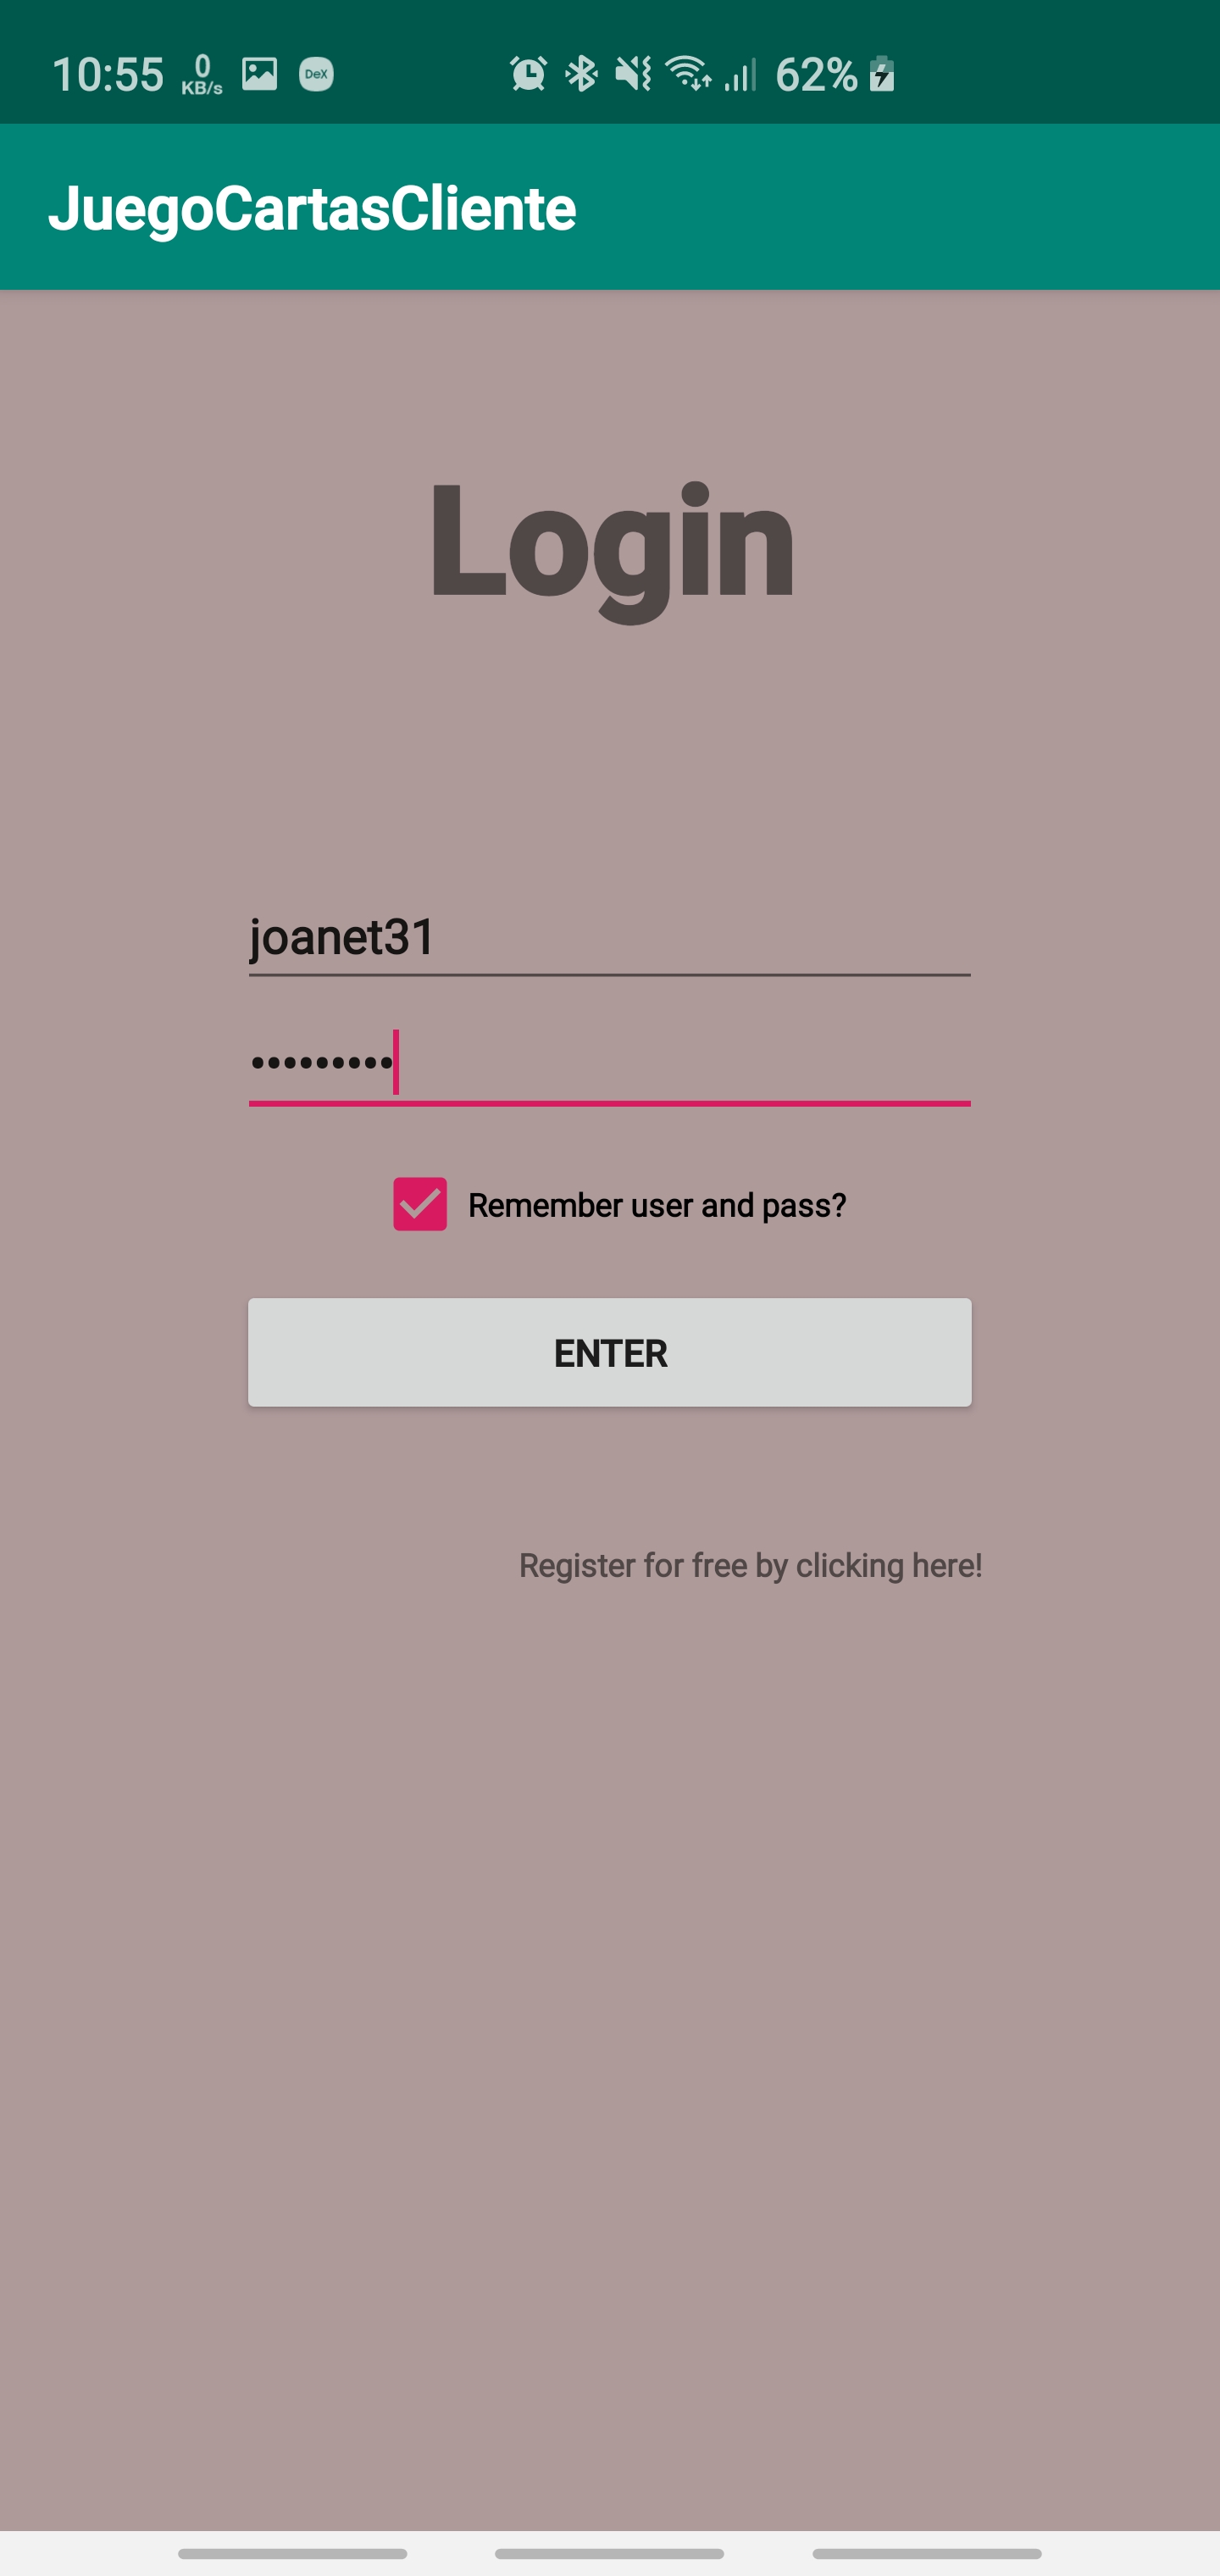 10:55 0 KB/s DeX 62%
JuegoCartasCliente
Login
joanet31
•••••••••
Remember user and pass?
ENTER
Register for free by clicking here!